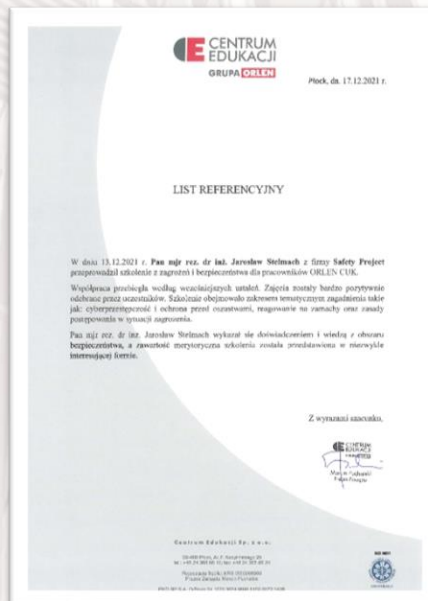 CENTRUM
EDUKACJI
GRUPA ORLEN
Płock, dn. 17.12.2021 r.
LIST REFERENCYJNY
W dniu 13.12.2021 r. Pan mjr rez. dr inż. Jarosław Stelmach z firmy Safety Project
przeprowadził szkolenie z zagrożeń i bezpieczeństwa dla pracowników ORLEN CUK.
Współpraca przebiegła według wcześniejszych ustaleń. Zajęcia zostały bardzo pozytywnie
odebrane przez uczestników. Szkolenie obejmowało zakresem tematycznym zagadnienia takie
jak: cyberprzestępczość i ochrona przed oszustwami, reagowanie na zamachy oraz zasady
postępowania w sytuacji zagrożenia.
Pan mjr rez. dr inż. Jarosław Stelmach wykazał się doświadczeniem i wiedzą z obszaru
bezpieczeństwa, a zawartość merytoryczna szkolenia została przedstawiona w niezwykle
interesującej formie.
Z wyrazami szacunku,
CENTRUM
EDUKACJI
Centrum Edukacji Sp. z o.o.
ISO 9001